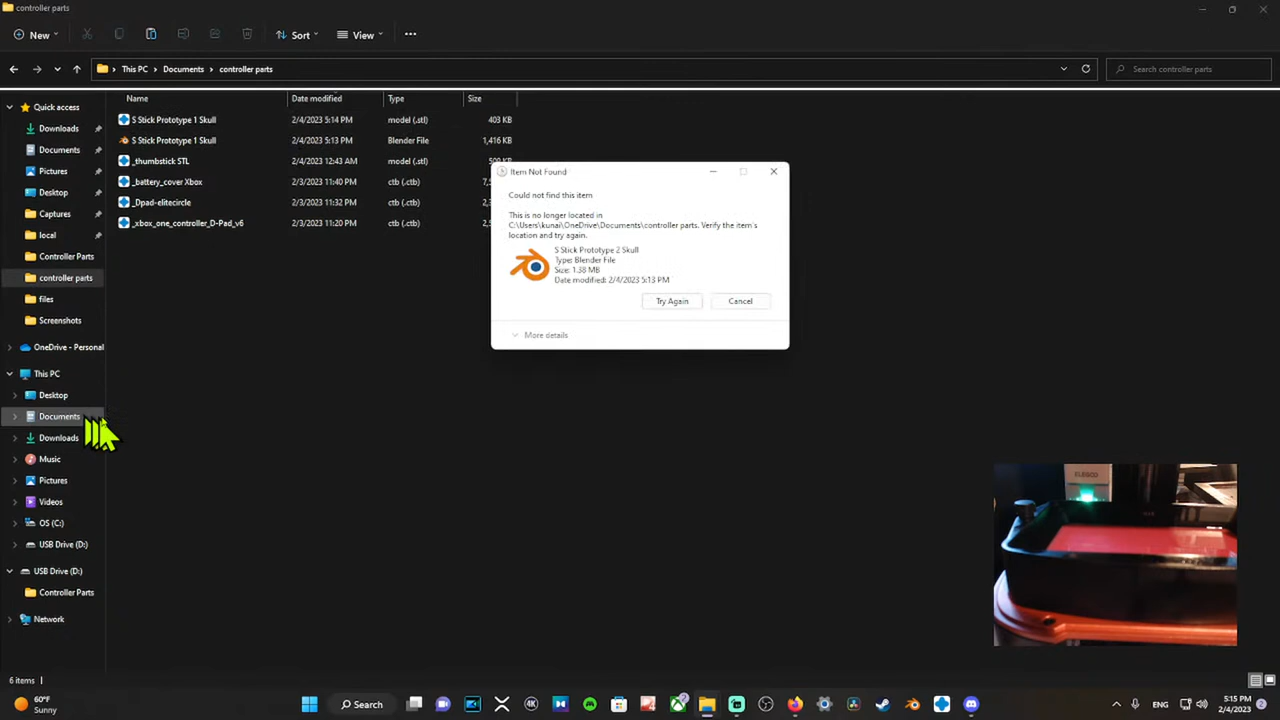 controller parts
New
Sort
View
This PC > Documents > controller parts
Search controller parts
Name
Date modified
Type
Size
S Stick Prototype 1 Skull 2/4/2023 5:14 PM model (.stl) 403 KB
S Stick Prototype 1 Skull 2/4/2023 5:13 PM Blender File 1,416 KB
_thumbstick STL 2/4/2023 12:43 AM model (.stl) 509 KB
_battery_cover Xbox 2/3/2023 11:40 PM ctb (.ctb)
_Dpad-elitecircle 2/3/2023 11:32 PM ctb (.ctb)
_xbox_one_controller_D-Pad_v6 2/3/2023 11:20 PM ctb (.ctb)
Quick access
Downloads
Documents
Pictures
Desktop
Captures
local
Controller Parts
controller parts
files
Screenshots
OneDrive - Personal
This PC
Desktop
Documents
Downloads
Music
Pictures
Videos
OS (C:)
USB Drive (D:)
USB Drive (D:)
Controller Parts
Network
Item Not Found
Could not find this item
This is no longer located in
C:\Users\kunai\OneDrive\Documents\controller parts. Verify the item's
location and try again.
S Stick Prototype 2 Skull
Type: Blender File
Size: 1.38 MB
Date modified: 2/4/2023 5:13 PM
Try Again
Cancel
More details
ELEGOO
6 items
60°F
Sunny
Search
2
ENG
5:15 PM
2/4/2023
2